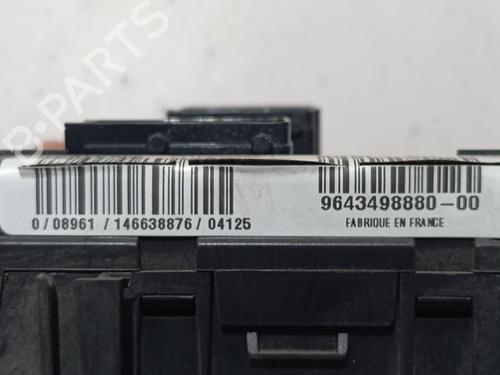 B-PARTS
0/08961 / 146638876 / 04125
9643498880-00
FABRIQUE EN FRANCE